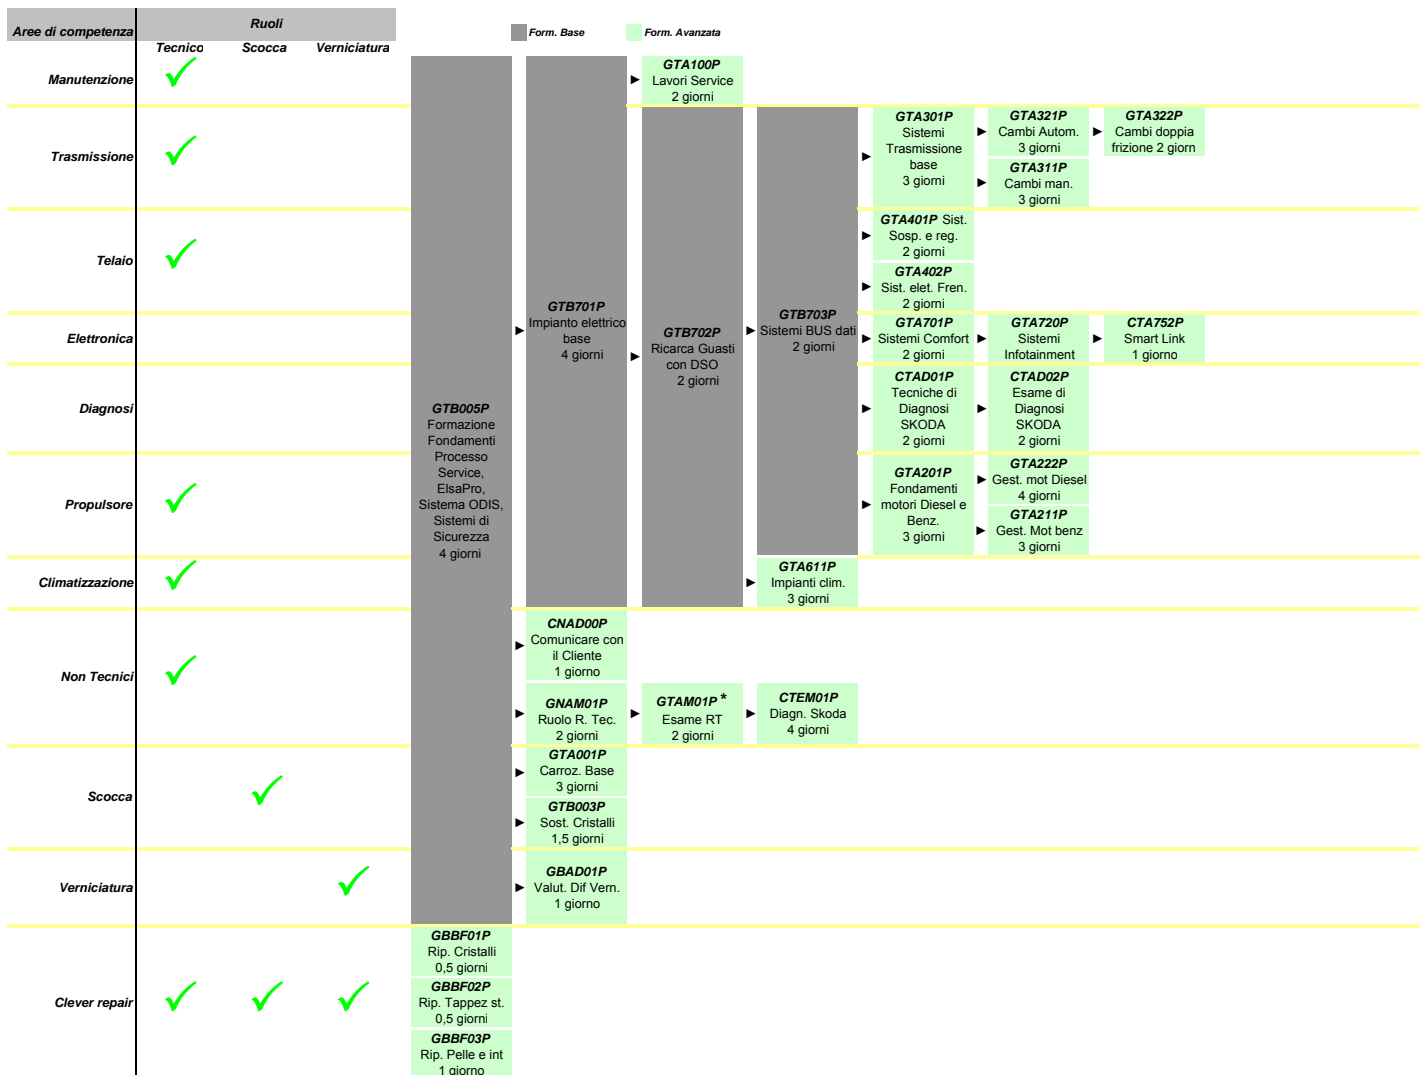 Aree di competenza
Ruoli
Tecnico Scocca Verniciatura
Form. Base
Form. Avanzata
Manutenzione
GTA100P
Lavori Service
2 giorni
Trasmissione
GTA301P
Sistemi
Trasmissione
base
3 giorni
GTA321P
Cambi Autom.
3 giorni
GTA322P
Cambi doppia
frizione 2 giorn
GTA311P
Cambi man.
3 giorni
Telaio
GTA401P Sist.
Sosp. e reg.
2 giorni
GTA402P
Sist. elet. Fren.
2 giorni
GTB701P
Impianto elettrico
base
4 giorni
GTB702P
Ricarca Guasti
con DSO
2 giorni
GTB703P
Sistemi BUS dati
2 giorni
Elettronica
GTA701P
Sistemi Comfort
2 giorni
GTA720P
Sistemi
Infotainment
CTA752P
Smart Link
1 giorno
Diagnosi
GTB005P
Formazione
Fondamenti
Processo
Service,
ElsaPro,
Sistema ODIS,
Sistemi di
Sicurezza
4 giorni
CTAD01P
Tecniche di
Diagnosi
SKODA
2 giorni
CTAD02P
Esame di
Diagnosi
SKODA
2 giorni
Propulsore
GTA201P
Fondamenti
motori Diesel e
Benz.
3 giorni
GTA222P
Gest. mot Diesel
4 giorni
GTA211P
Gest. Mot benz
3 giorni
Climatizzazione
GTA611P
Impianti clim.
3 giorni
Non Tecnici
CNAD00P
Comunicare con
il Cliente
1 giorno
GNAM01P
Ruolo R. Tec.
2 giorni
GTAM01P *
Esame RT
2 giorni
CTEM01P
Diagn. Skoda
4 giorni
Scocca
GTA001P
Carroz. Base
3 giorni
GTB003P
Sost. Cristalli
1,5 giorni
Verniciatura
GBAD01P
Valut. Dif Vern.
1 giorno
Clever repair
GBBF01P
Rip. Cristalli
0,5 giorni
GBBF02P
Rip. Tappez st.
0,5 giorni
GBBF03P
Rip. Pelle e int
1 giorno